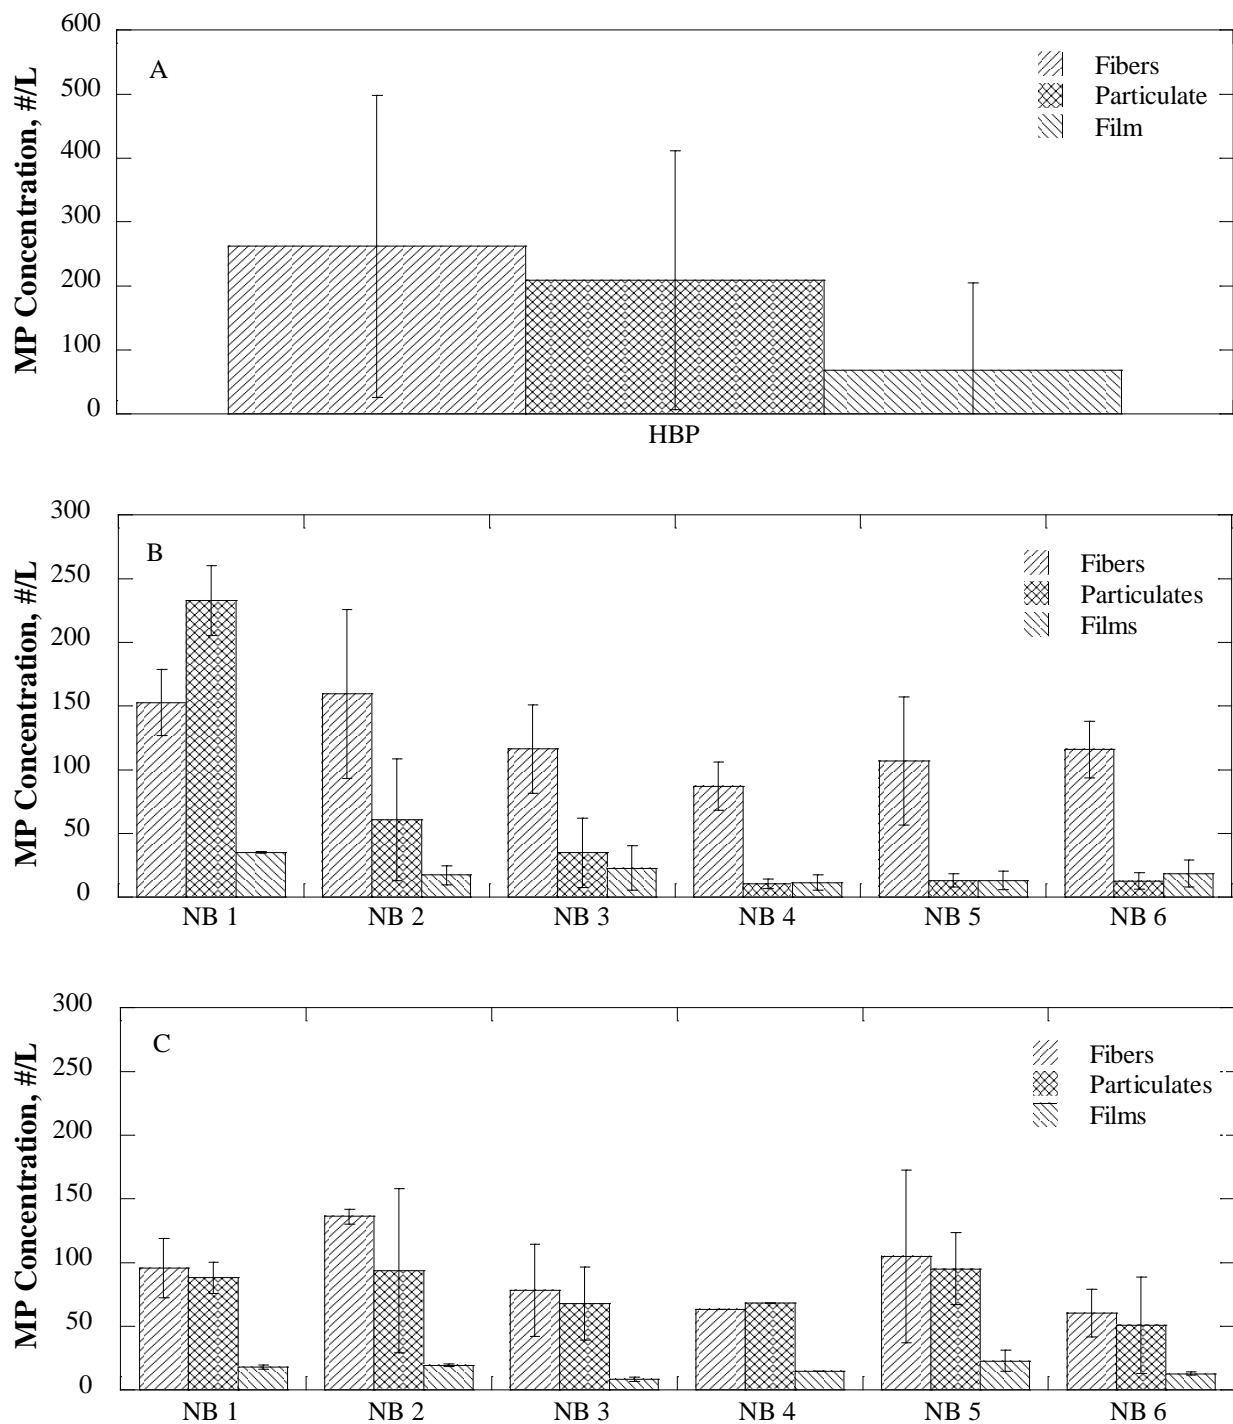 600
500
400
300
200
100
0
MP Concentration, #/L
A
Fibers
Particulate
Film
HBP
300
250
200
150
100
50
0
MP Concentration, #/L
B
Fibers
Particulates
Films
NB 1 NB 2 NB 3 NB 4 NB 5 NB 6
300
250
200
150
100
50
0
MP Concentration, #/L
C
Fibers
Particulates
Films
NB 1 NB 2 NB 3 NB 4 NB 5 NB 6